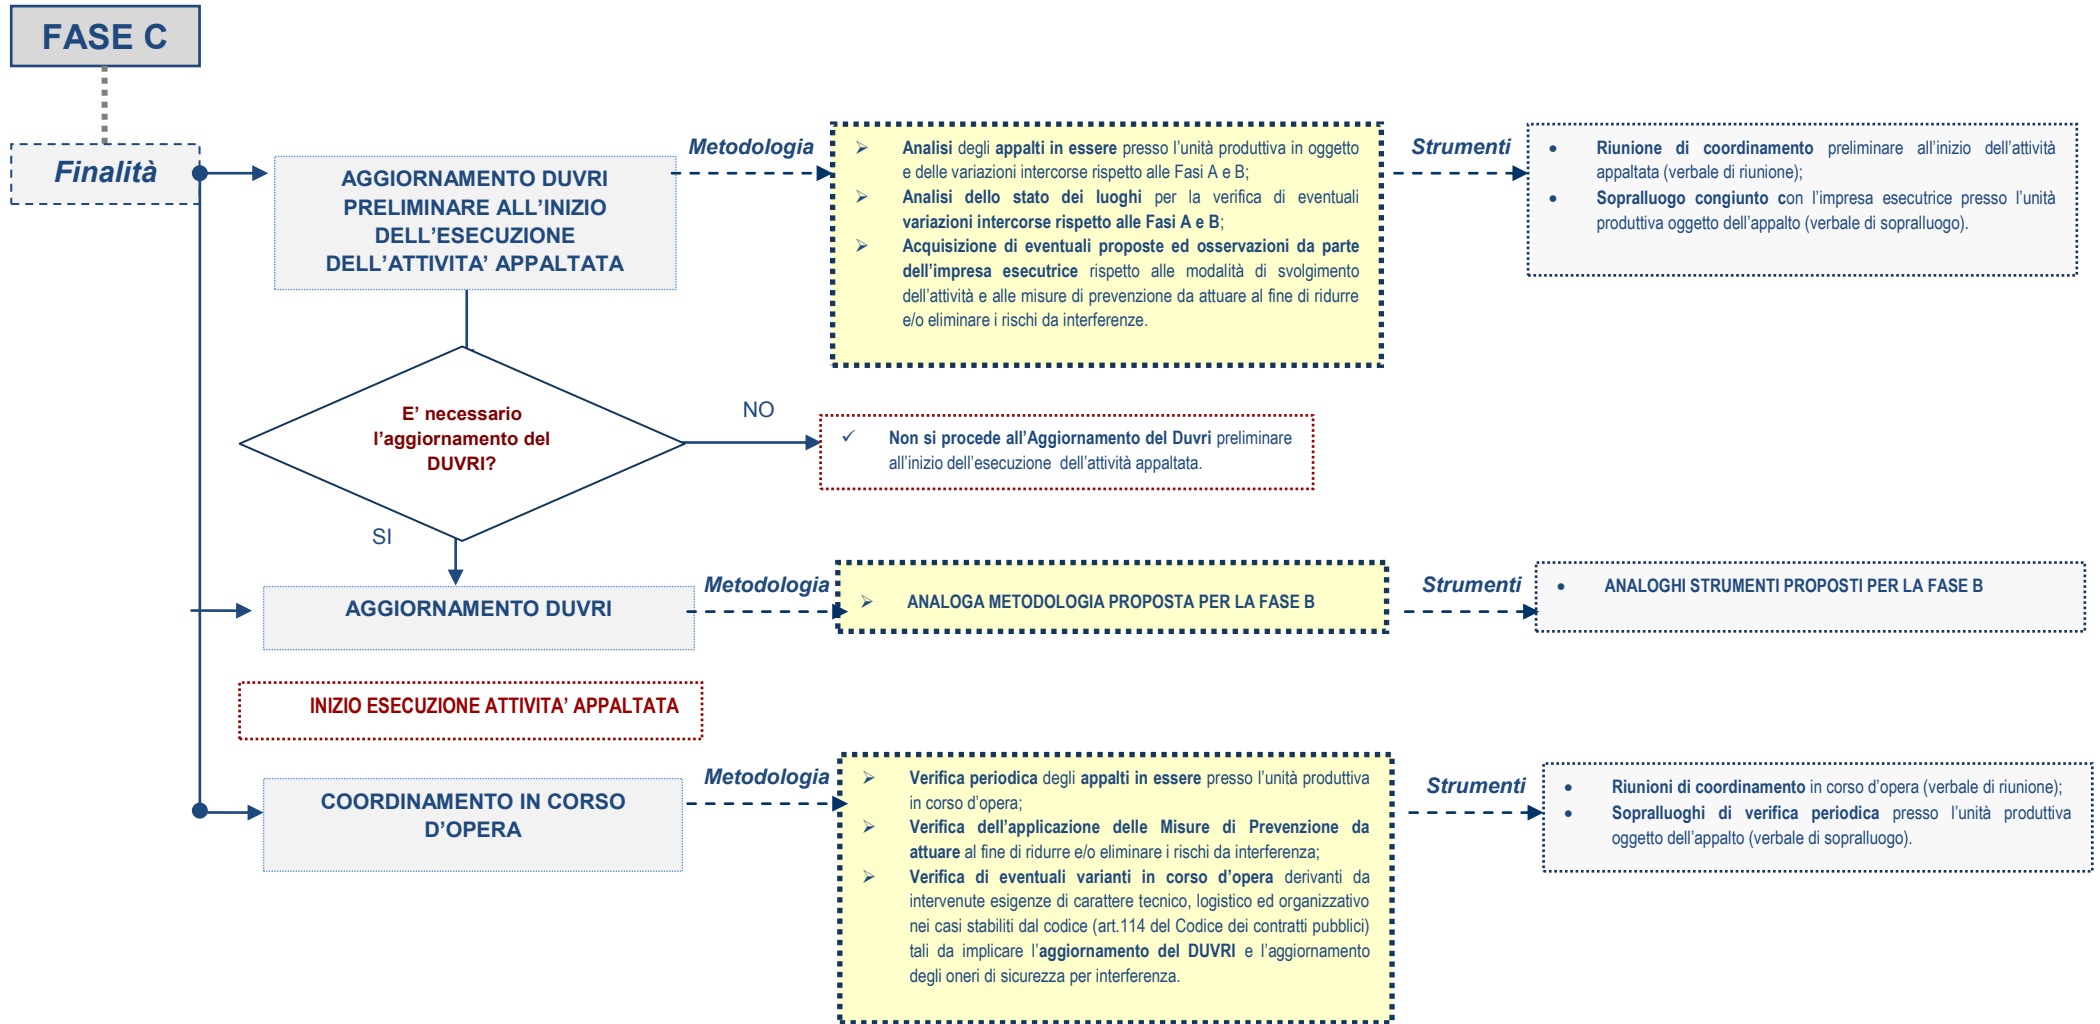 FASE C
Finalità
AGGIORNAMENTO DUVRI
PRELIMINARE ALL'INIZIO
DELL'ESECUZIONE
DELL'ATTIVITA' APPALTATA
Metodologia
➢ Analisi degli appalti in essere presso l'unità produttiva in oggetto
e delle variazioni intercorse rispetto alle Fasi A e B;
➢ Analisi dello stato dei luoghi per la verifica di eventuali
variazioni intercorse rispetto alle Fasi A e B;
➢ Acquisizione di eventuali proposte ed osservazioni da parte
dell'impresa esecutrice rispetto alle modalità di svolgimento
dell'attività e alle misure di prevenzione da attuare al fine di ridurre
e/o eliminare i rischi da interferenze.
Strumenti
• Riunione di coordinamento preliminare all'inizio dell'attività
appaltata (verbale di riunione);
• Sopralluogo congiunto con l'impresa esecutrice presso l'unità
produttiva oggetto dell'appalto (verbale di sopralluogo).
E' necessario
l'aggiornamento del
DUVRI?
NO
✓ Non si procede all'Aggiornamento del Duvri preliminare
all'inizio dell'esecuzione dell'attività appaltata.
SI
AGGIORNAMENTO DUVRI
Metodologia
➢ ANALOGA METODOLOGIA PROPOSTA PER LA FASE B
Strumenti
• ANALOGHI STRUMENTI PROPOSTI PER LA FASE B
INIZIO ESECUZIONE ATTIVITA' APPALTATA
COORDINAMENTO IN CORSO
D'OPERA
Metodologia
➢ Verifica periodica degli appalti in essere presso l'unità produttiva
in corso d'opera;
➢ Verifica dell'applicazione delle Misure di Prevenzione da
attuare al fine di ridurre e/o eliminare i rischi da interferenza;
➢ Verifica di eventuali varianti in corso d'opera derivanti da
intervenute esigenze di carattere tecnico, logistico ed organizzativo
nei casi stabiliti dal codice (art.114 del Codice dei contratti pubblici)
tali da implicare l'aggiornamento del DUVRI e l'aggiornamento
degli oneri di sicurezza per interferenza.
Strumenti
• Riunioni di coordinamento in corso d'opera (verbale di riunione);
• Sopralluoghi di verifica periodica presso l'unità produttiva
oggetto dell'appalto (verbale di sopralluogo).